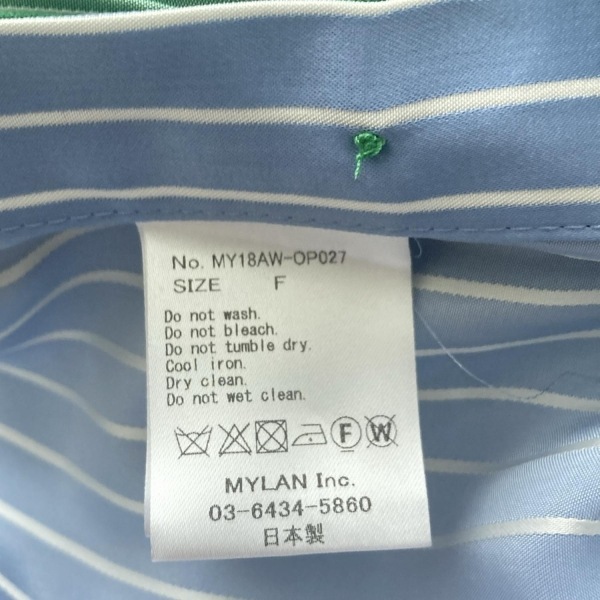 No. MY18AW-OP027
SIZE F
Do not wash.
Do not bleach.
Do not tumble dry.
Cool iron.
Dry clean.
Do not wet clean.
F W
MYLAN Inc.
03-6434-5860
日本製